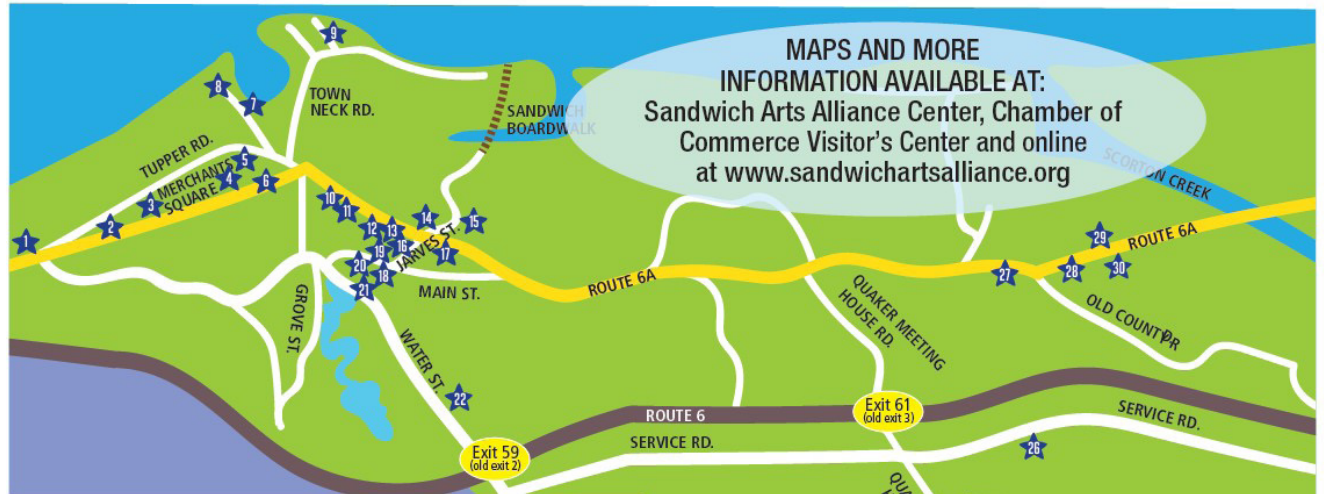 MAPS AND MORE
INFORMATION AVAILABLE AT:
Sandwich Arts Alliance Center, Chamber of
Commerce Visitor's Center and online
at www.sandwichartsalliance.org
9
8
7
TOWN
NECK RD.
SANDWICH
BOARDWALK
TUPPER RD.
MERCHANTS
SQUARE
5
4
6
3
2
1
10
11
12
13
14
15
16
17
19
20
18
21
JARVES ST.
MAIN ST.
GROVE ST.
WATER ST.
22
ROUTE 6A
QUAKER MEETING
HOUSE RD.
SCORTON CREEK
29
ROUTE 6A
27
28
30
OLD COUNTY DR
ROUTE 6
Exit 61
(old exit 3)
SERVICE RD.
Exit 59
(old exit 2)
SERVICE RD.
26